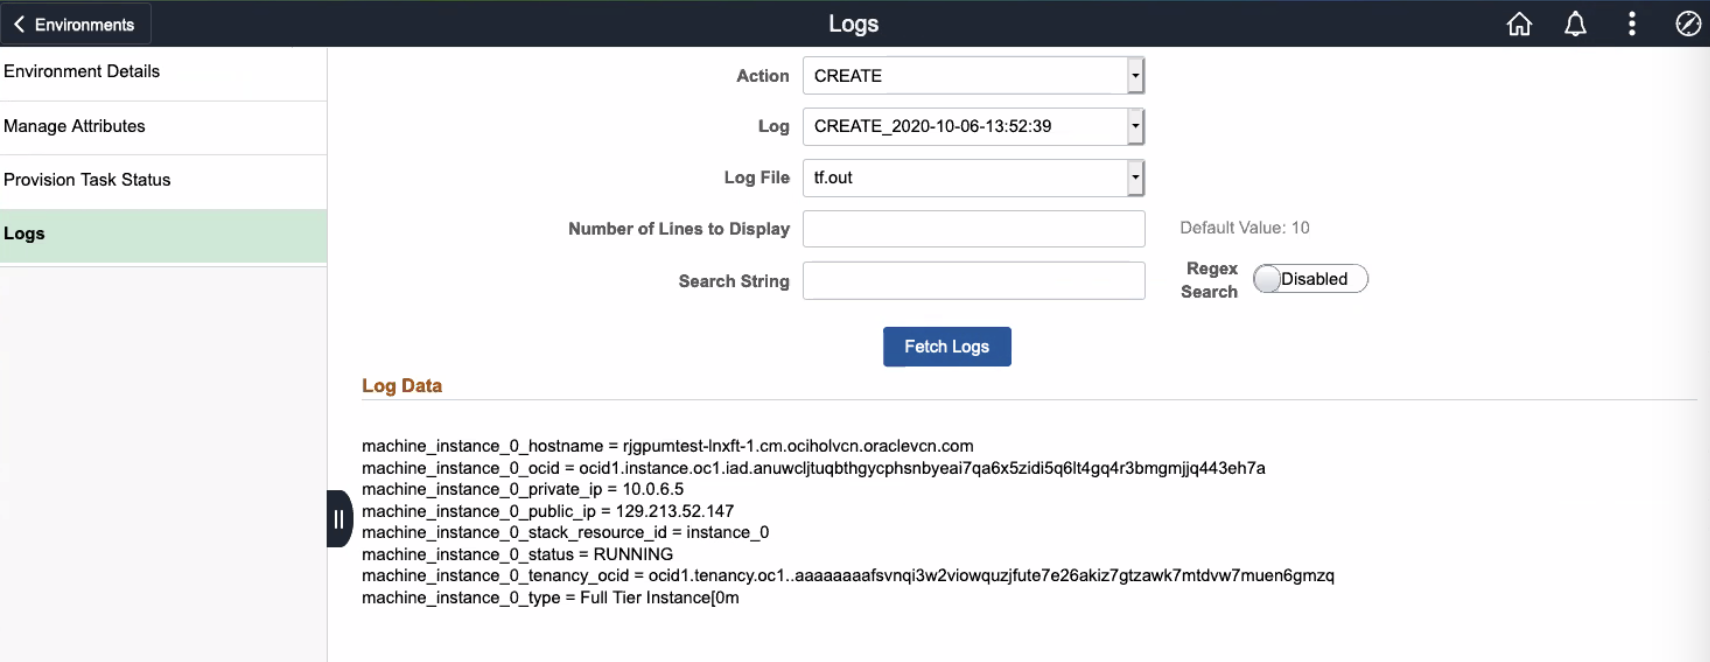 Environments
Logs
Environment Details
Manage Attributes
Provision Task Status
Logs
Action CREATE
Log CREATE_2020-10-06-13:52:39
Log File tf.out
Number of Lines to Display Default Value: 10
Search String Regex Search Disabled
Fetch Logs
Log Data
machine_instance_0_hostname = rjgpumtest-lnxft-1.cm.ociholvcn.oraclevcn.com
machine_instance_0_ocid = ocid1.instance.oc1.iad.anuwcljtuqbthgycphsnbyeai7qa6x5zidi5q6lt4gq4r3bmgmjjq443eh7a
machine_instance_0_private_ip = 10.0.6.5
machine_instance_0_public_ip = 129.213.52.147
machine_instance_0_stack_resource_id = instance_0
machine_instance_0_status = RUNNING
machine_instance_0_tenancy_ocid = ocid1.tenancy.oc1..aaaaaaaafsvnqi3w2viowquzjfute7e26akiz7gtzawk7mtdvw7muen6gmzq
machine_instance_0_type = Full Tier Instance[0m